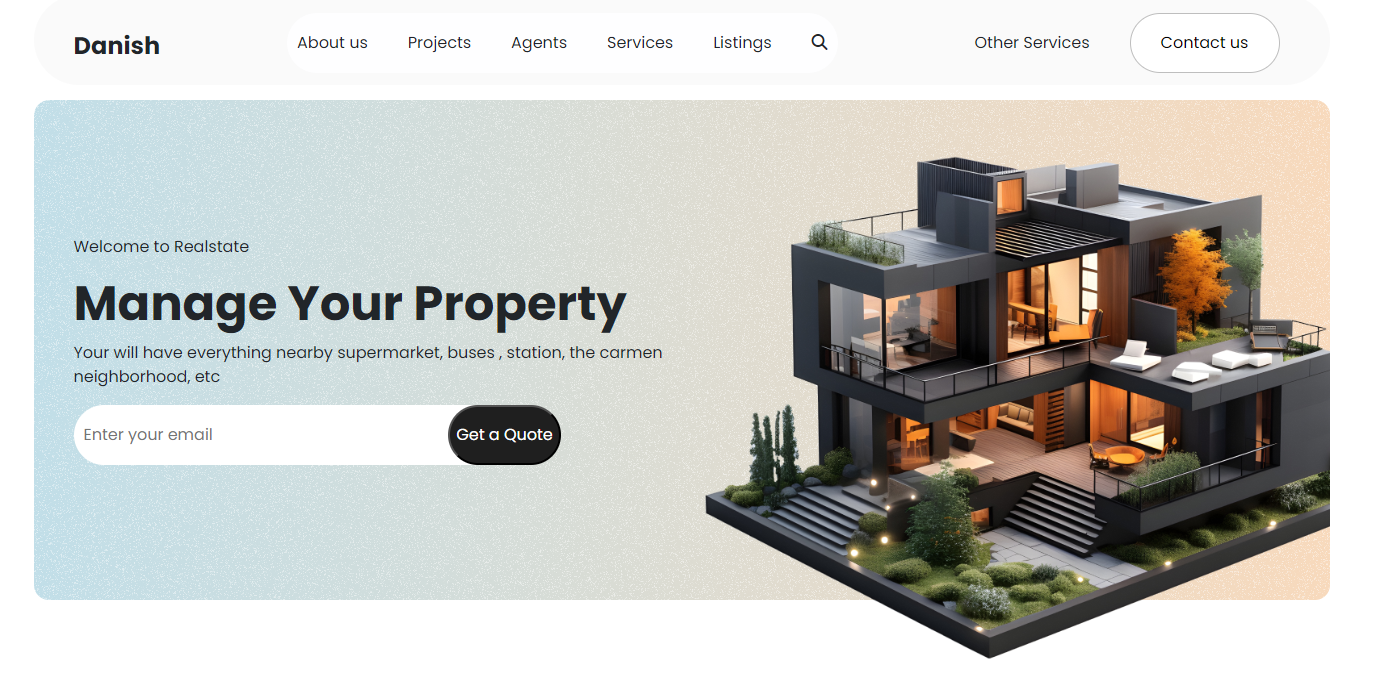 Danish
About us Projects Agents Services Listings
Other Services
Contact us
Welcome to Realstate
Manage Your Property
Your will have everything nearby supermarket, buses , station, the carmen
neighborhood, etc
Enter your email
Get a Quote